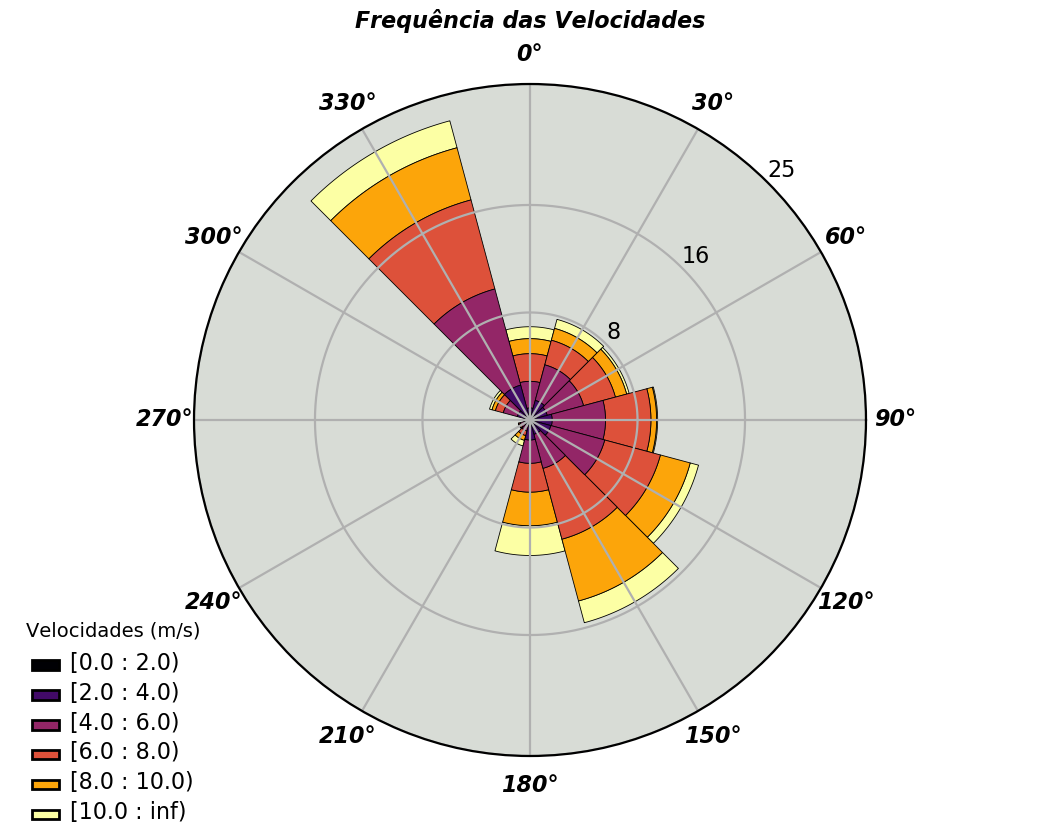 Frequência das Velocidades
0°
330°
30°
25
300°
60°
16
8
270°
90°
240°
120°
210°
150°
180°
Velocidades (m/s)
[0.0 : 2.0)
[2.0 : 4.0)
[4.0 : 6.0)
[6.0 : 8.0)
[8.0 : 10.0)
[10.0 : inf)